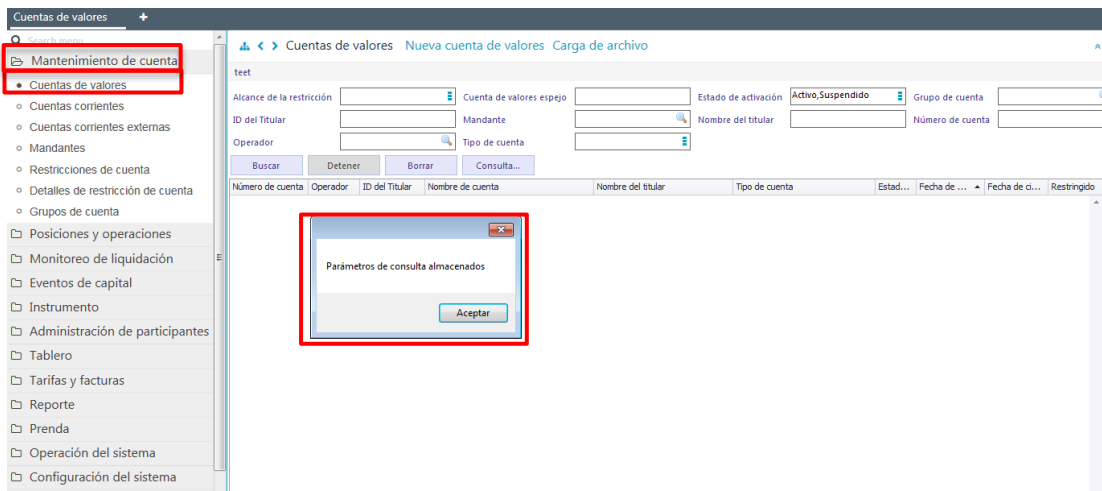 Cuentas de valores +
Search menu
Mantenimiento de cuenta
Cuentas de valores
Cuentas corrientes
Cuentas corrientes externas
Mandantes
Restricciones de cuenta
Detalles de restricción de cuenta
Grupos de cuenta
Posiciones y operaciones
Monitoreo de liquidación
Eventos de capital
Instrumento
Administración de participantes
Tablero
Tarifas y facturas
Reporte
Prenda
Operación del sistema
Configuración del sistema
Cuentas de valores Nueva cuenta de valores Carga de archivo
teet
Alcance de la restricción Cuenta de valores espejo Estado de activación Activo,Suspendido Grupo de cuenta
ID del Titular Mandante Nombre del titular Número de cuenta
Operador Tipo de cuenta
Buscar Detener Borrar Consulta...
Número de cuenta Operador ID del Titular Nombre de cuenta Nombre del titular Tipo de cuenta Estad... Fecha de ... Fecha de ci... Restringido
Parámetros de consulta almacenados
Aceptar